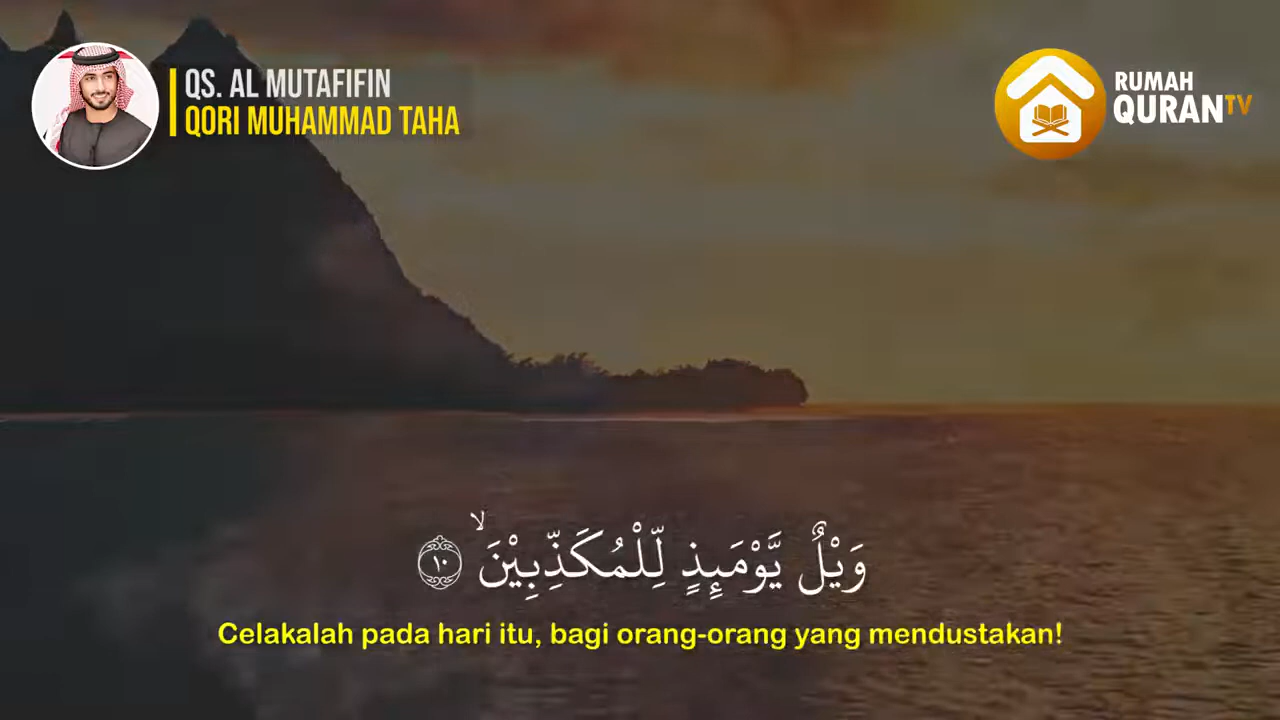 QS. AL MUTAFIFIN
QORI MUHAMMAD TAHA
RUMAH
QURANTV
وَيْلٌ يَّوْمَىِٕذٍ لِّلْمُكَذِّبِيْنَۙ ١٠
Celakalah pada hari itu, bagi orang-orang yang mendustakan!